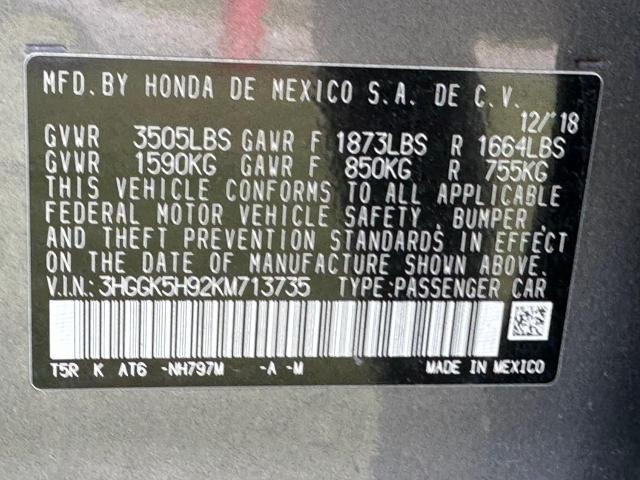 MFD. BY HONDA DE MEXICO S.A. DE C.V.
12/18
GVWR 3505LBS GAWR F 1873LBS R 1664LBS
GVWR 1590KG GAWR F 850KG R 755KG
THIS VEHICLE CONFORMS TO ALL APPLICABLE
FEDERAL MOTOR VEHICLE SAFETY, BUMPER,
AND THEFT PREVENTION STANDARDS IN EFFECT
ON THE DATE OF MANUFACTURE SHOWN ABOVE.
V.I.N.: 3HGGK5H92KM713735 TYPE: PASSENGER CAR
T5R K AT6 -NH797M -A -M MADE IN MEXICO